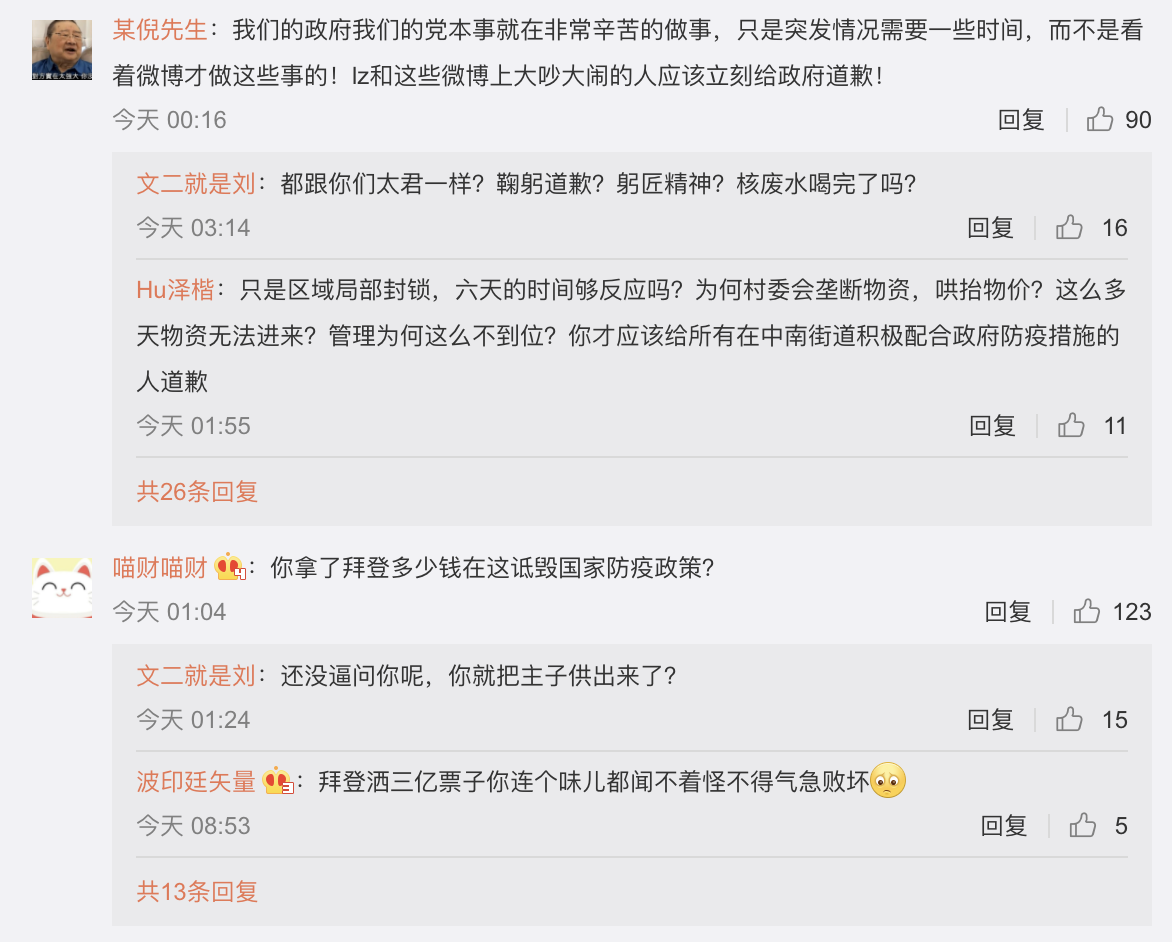 某倪先生：我们的政府我们的党本事就在非常辛苦的做事，只是突发情况需要一些时间，而不是看
着微博才做这些事的！lz和这些微博上大吵大闹的人应该立刻给政府道歉！
今天 00:16 回复 90
文二就是刘：都跟你们太君一样？鞠躬道歉？躬匠精神？核废水喝完了吗？
今天 03:14 回复 16
Hu泽楷：只是区域局部封锁，六天的时间够反应吗？为何村委会垄断物资，哄抬物价？这么多
天物资无法进来？管理为何这么不到位？你才应该给所有在中南街道积极配合政府防疫措施的
人道歉
今天 01:55 回复 11
共26条回复
喵财喵财 4：你拿了拜登多少钱在这诋毁国家防疫政策？
今天 01:04 回复 123
文二就是刘：还没逼问你呢，你就把主子供出来了？
今天 01:24 回复 15
波印廷矢量 三：拜登洒三亿票子你连个味儿都闻不着怪不得气急败坏
今天 08:53 回复 5
共13条回复